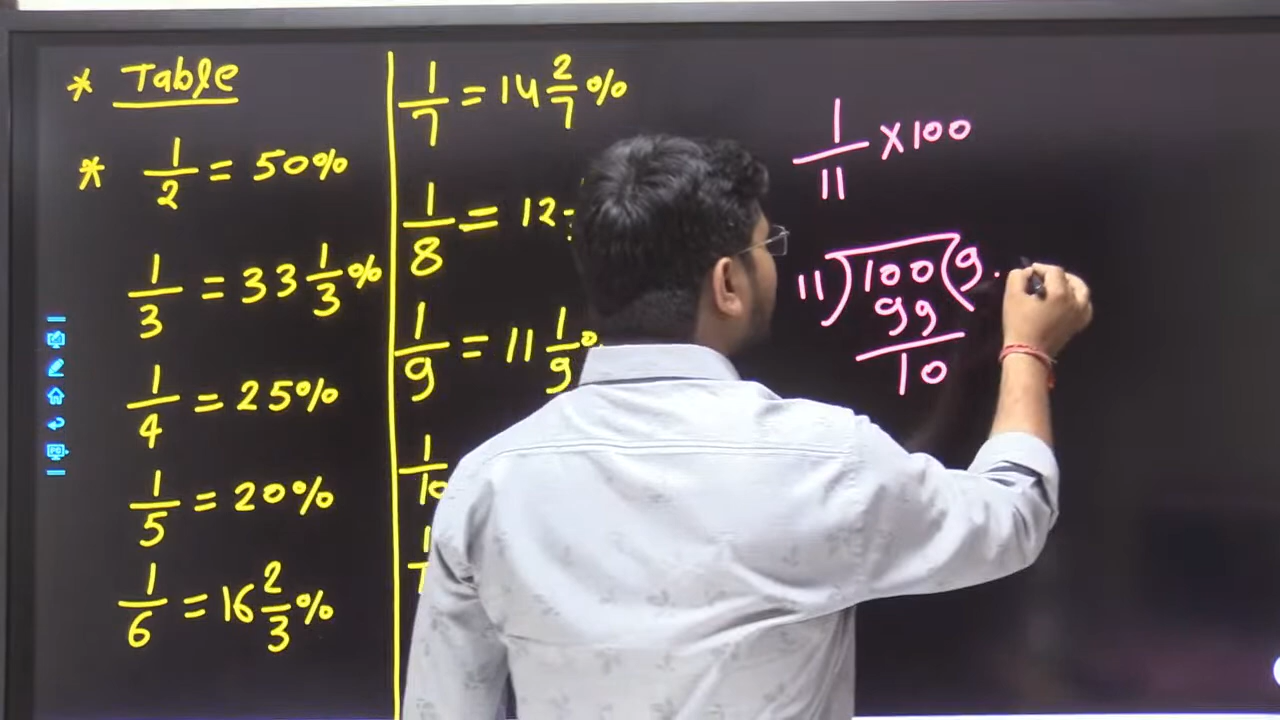 * Table
* 1/2 = 50%
1/3 = 33 1/3 %
1/4 = 25%
1/5 = 20%
1/6 = 16 2/3 %
1/7 = 14 2/7 %
1/8 = 12
1/9 = 11 1/9
1/10
1/11 × 100
11)100(9.
99
10